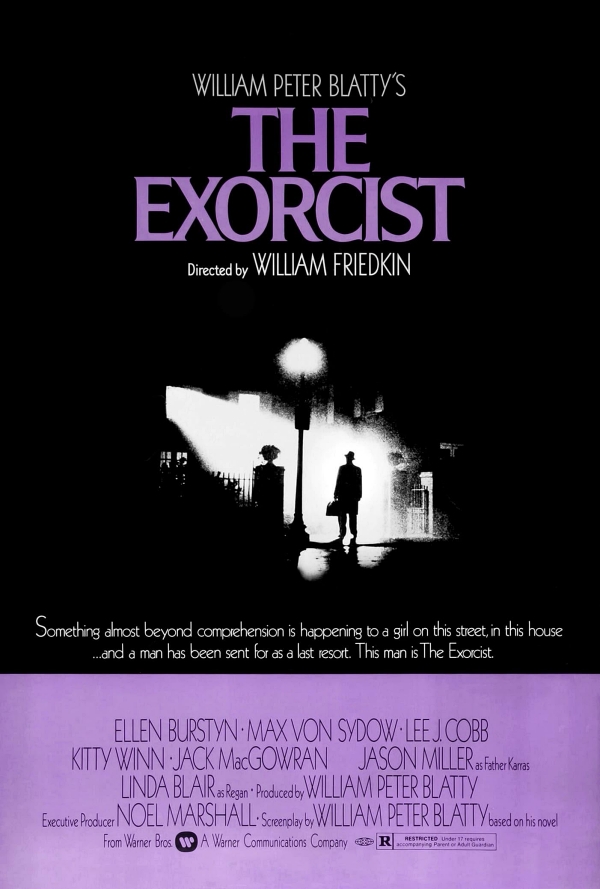 WILLIAM PETER BLATTY'S
THE
EXORCIST
Directed by WILLIAM FRIEDKIN
Something almost beyond comprehension is happening to a girl on this street, in this house
...and a man has been sent for as a last resort. This man is The Exorcist.
ELLEN BURSTYN · MAX VON SYDOW · LEE J. COBB
KITTY WINN · JACK MacGOWRAN JASON MILLER as Father Karras
LINDA BLAIR as Regan · Produced by WILLIAM PETER BLATTY
Executive Producer NOEL MARSHALL · Screenplay by WILLIAM PETER BLATTY based on his novel
From Warner Bros. A Warner Communications Company R RESTRICTED Under 17 requires
accompanying Parent or Adult Guardian